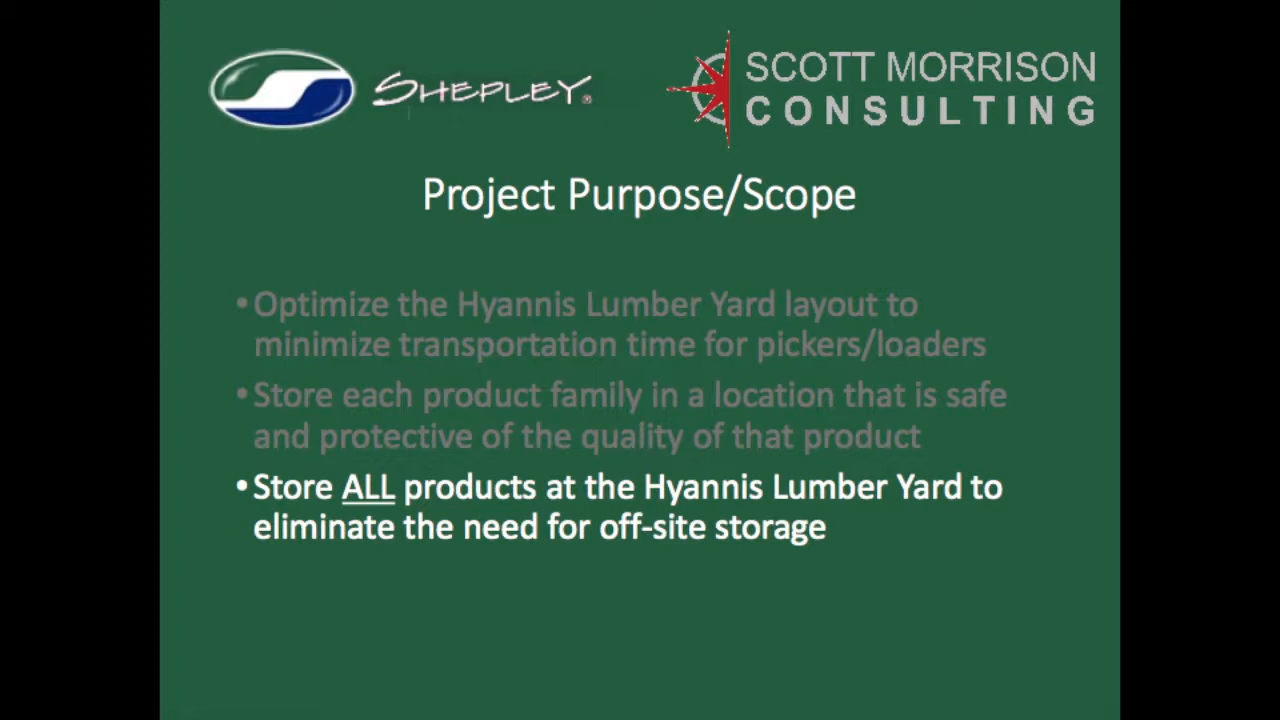 SHEPLEY®
SCOTT MORRISON
CONSULTING
Project Purpose/Scope
• Optimize the Hyannis Lumber Yard layout to
minimize transportation time for pickers/loaders
• Store each product family in a location that is safe
and protective of the quality of that product
• Store ALL products at the Hyannis Lumber Yard to
eliminate the need for off-site storage